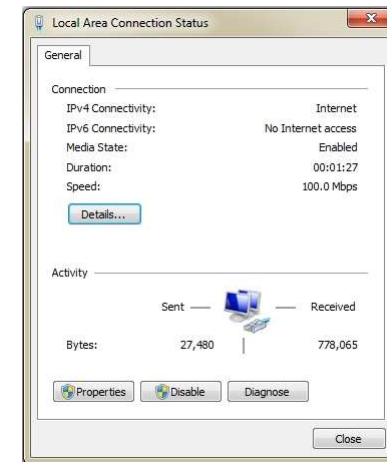 Local Area Connection Status
General
Connection
IPv4 Connectivity: Internet
IPv6 Connectivity: No Internet access
Media State: Enabled
Duration: 00:01:27
Speed: 100.0 Mbps
Details...
Activity
Sent — — Received
Bytes: 27,480 | 778,065
Properties Disable Diagnose
Close